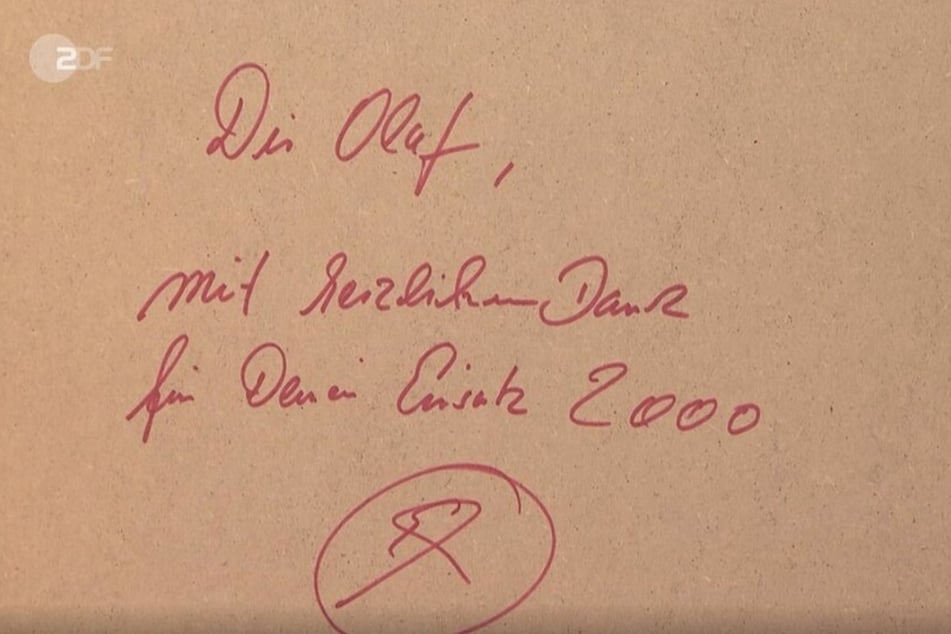 ZDF
Dir Olaf,
mit herzlichem Dank
für Deinen Einsatz 2000